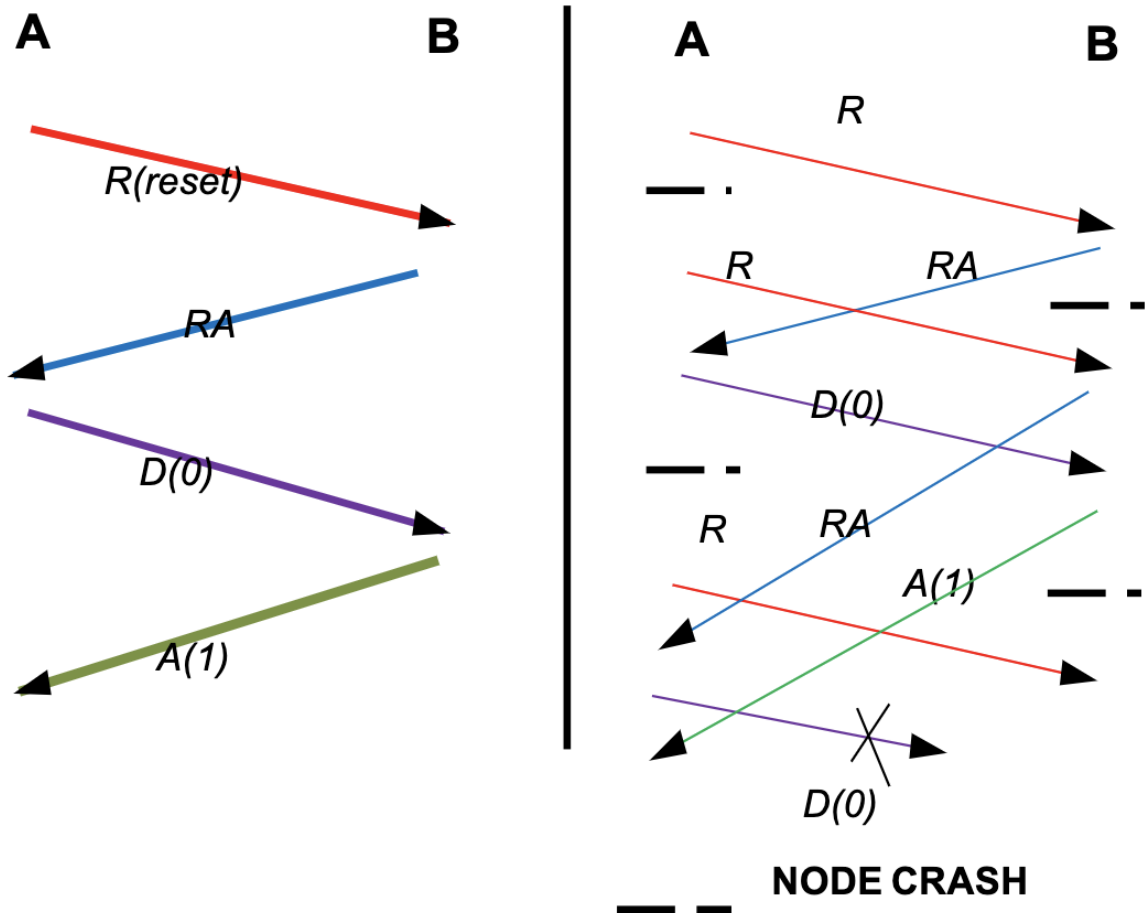 A
B
R(reset)
RA
D(0)
A(1)
A
B
R
R
RA
D(0)
R
RA
A(1)
D(0)
NODE CRASH